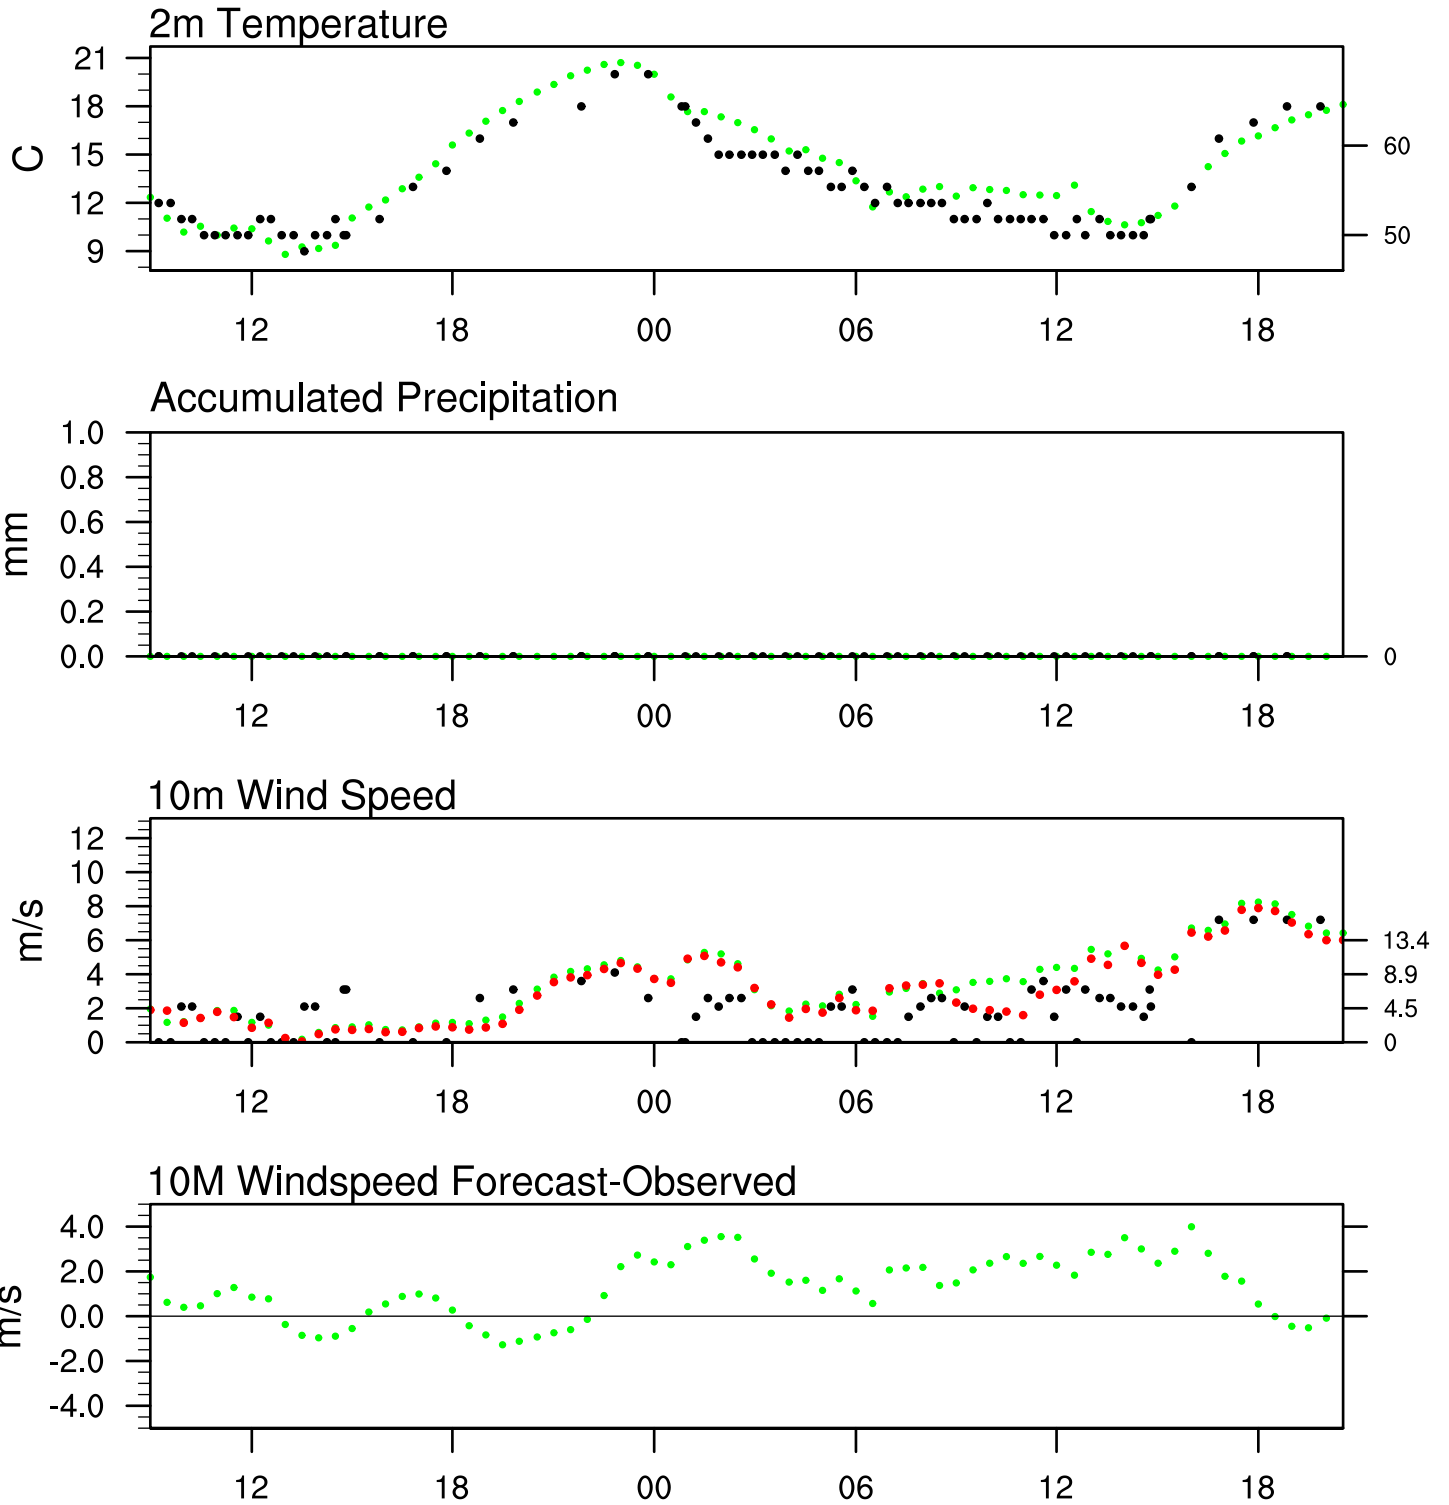 2m Temperature
21
18
15
12
9
C
60
50
12 18 00 06 12 18
Accumulated Precipitation
1.0
0.8
0.6
0.4
0.2
0.0
mm
0
12 18 00 06 12 18
10m Wind Speed
12
10
8
6
4
2
0
m/s
13.4
8.9
4.5
0
12 18 00 06 12 18
10M Windspeed Forecast-Observed
4.0
2.0
0.0
-2.0
-4.0
m/s
12 18 00 06 12 18